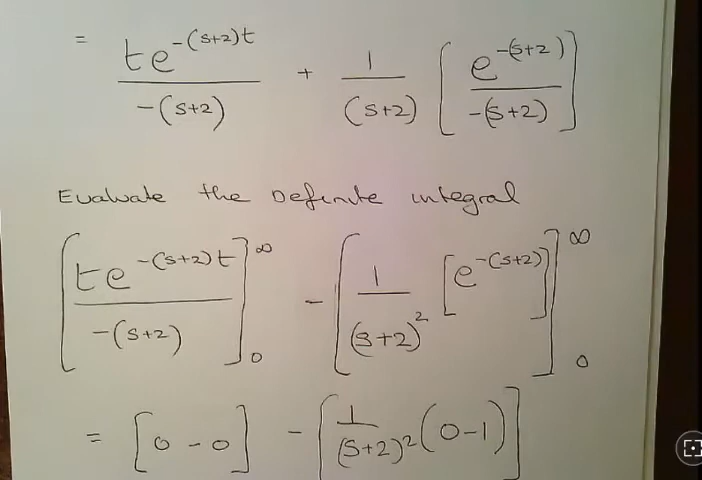 = te^{-(s+2)t} / -(s+2) + 1 / (s+2) [ e^{-(s+2)} / -(s+2) ]
Evaluate the Definite integral
[ te^{-(s+2)t} / -(s+2) ]_0^∞ - [ 1 / (s+2)^2 [ e^{-(s+2)} ] ]_0^∞
= [ 0 - 0 ] - [ 1 / (s+2)^2 (0-1) ]